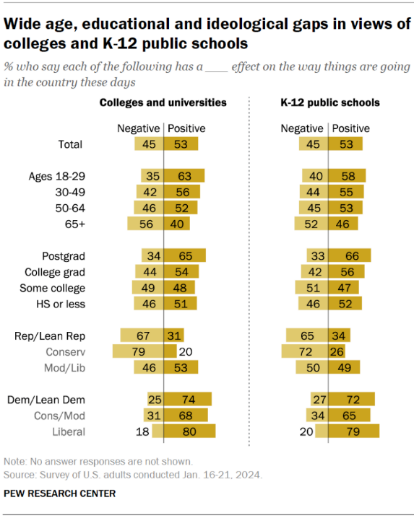 Wide age, educational and ideological gaps in views of
colleges and K-12 public schools
% who say each of the following has a ____ effect on the way things are going
in the country these days
Colleges and universities K-12 public schools
Negative Positive Negative Positive
Total 45 53 45 53
Ages 18-29 35 63 40 58
30-49 42 56 44 55
50-64 46 52 45 53
65+ 56 40 52 46
Postgrad 34 65 33 66
College grad 44 54 42 56
Some college 49 48 51 47
HS or less 46 51 46 52
Rep/Lean Rep 67 31 65 34
Conserv 79 20 72 26
Mod/Lib 46 53 50 49
Dem/Lean Dem 25 74 27 72
Cons/Mod 31 68 34 65
Liberal 18 80 20 79
Note: No answer responses are not shown.
Source: Survey of U.S. adults conducted Jan. 16-21, 2024.
PEW RESEARCH CENTER